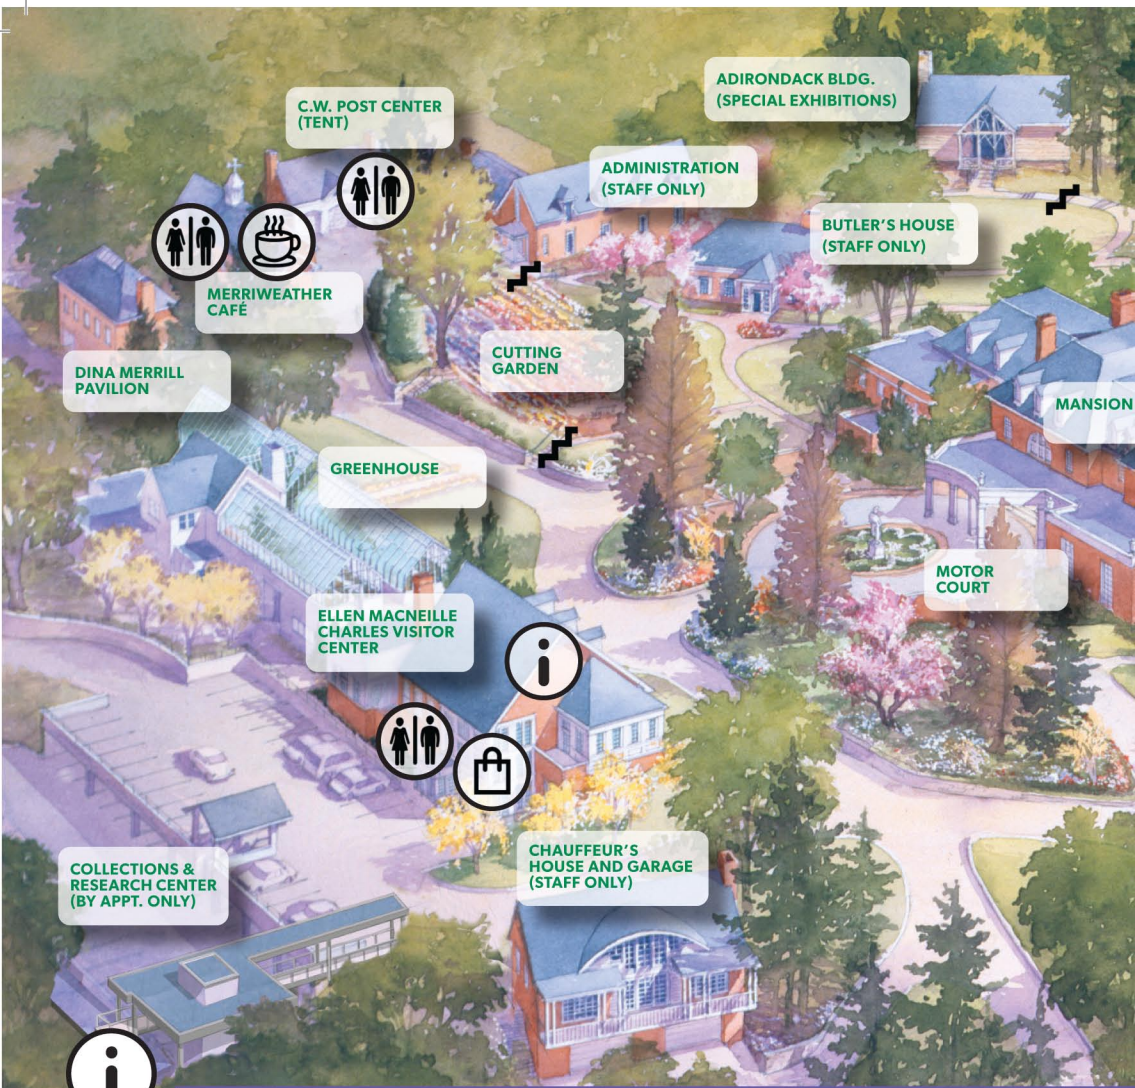 ADIRONDACK BLDG.
(SPECIAL EXHIBITIONS)
C.W. POST CENTER
(TENT)
ADMINISTRATION
(STAFF ONLY)
BUTLER'S HOUSE
(STAFF ONLY)
MERRIWEATHER
CAFÉ
CUTTING
GARDEN
DINA MERRILL
PAVILION
MANSION
GREENHOUSE
MOTOR
COURT
ELLEN MACNEILLE
CHARLES VISITOR
CENTER
i
CHAUFFEUR'S
HOUSE AND GARAGE
(STAFF ONLY)
COLLECTIONS &
RESEARCH CENTER
(BY APPT. ONLY)
i